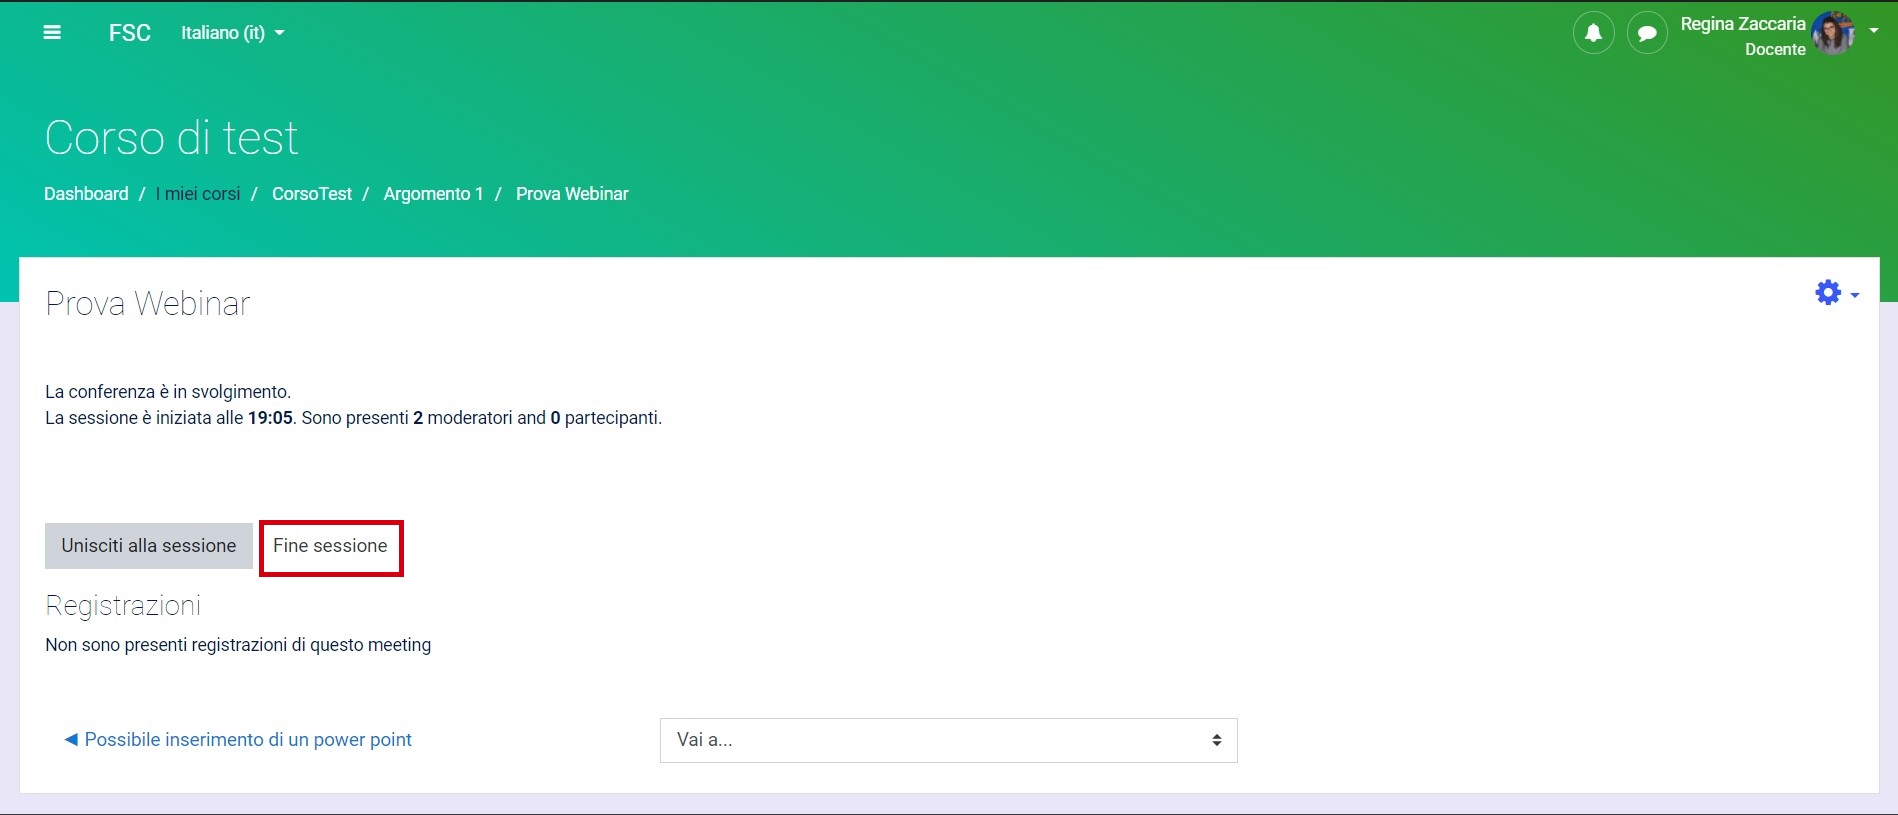 FSC Italiano (it)
Regina Zaccaria
Docente
Corso di test
Dashboard / I miei corsi / CorsoTest / Argomento 1 / Prova Webinar
Prova Webinar
La conferenza è in svolgimento.
La sessione è iniziata alle 19:05. Sono presenti 2 moderatori and 0 partecipanti.
Unisciti alla sessione Fine sessione
Registrazioni
Non sono presenti registrazioni di questo meeting
◀ Possibile inserimento di un power point Vai a...